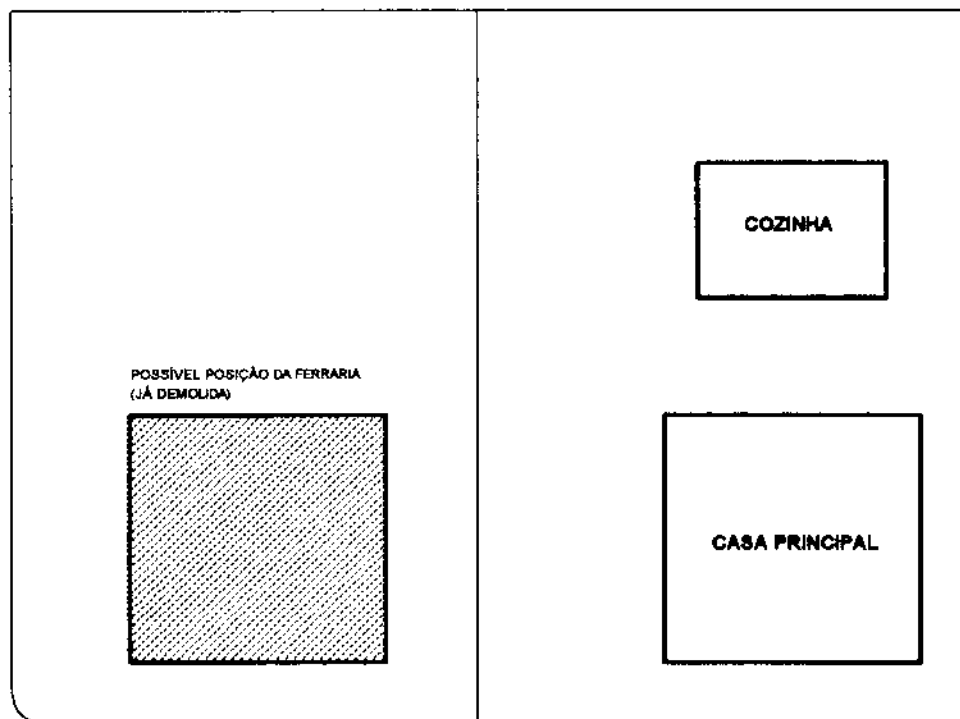 COZINHA
POSSÍVEL POSIÇÃO DA FERRARIA
(JÁ DEMOLIDA)
CASA PRINCIPAL